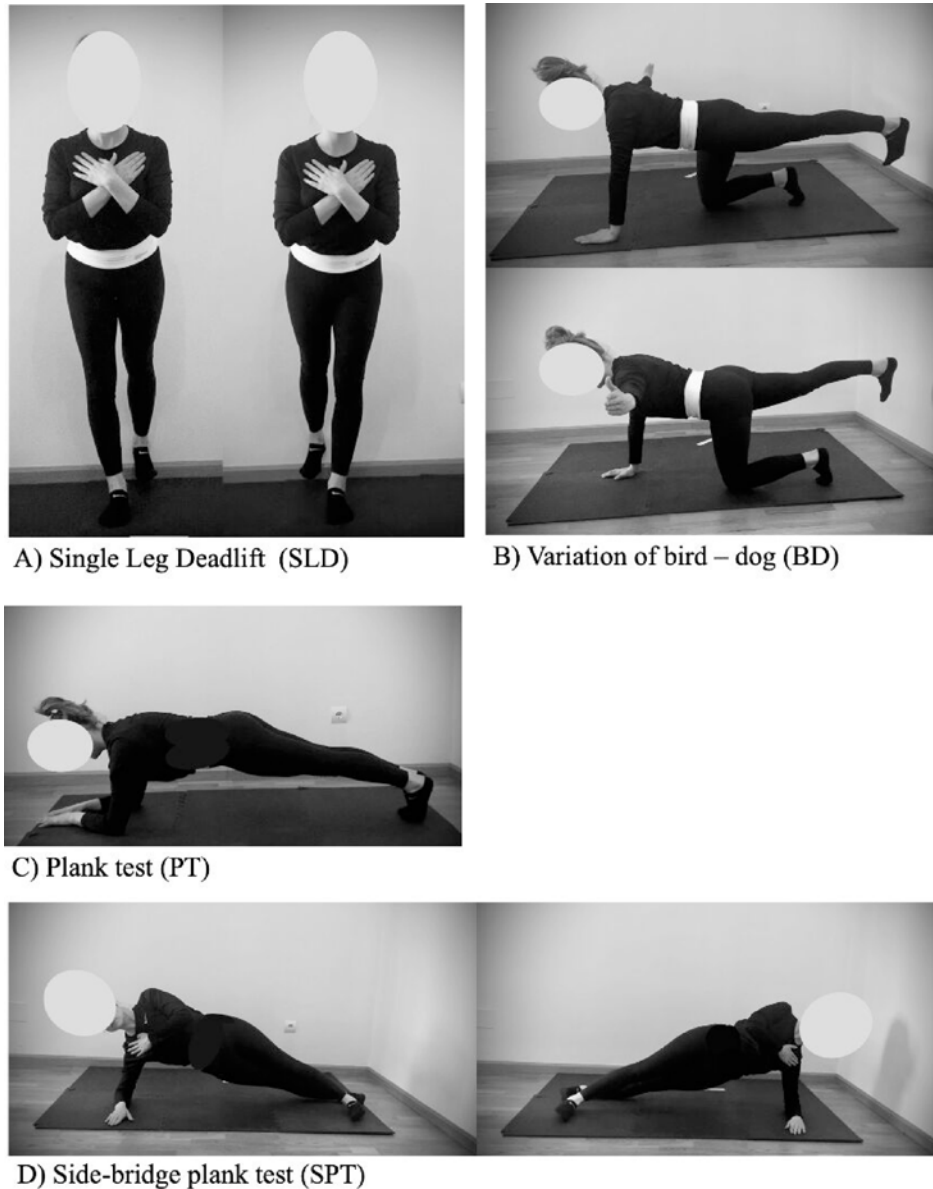 A) Single Leg Deadlift (SLD)
B) Variation of bird – dog (BD)
C) Plank test (PT)
D) Side-bridge plank test (SPT)